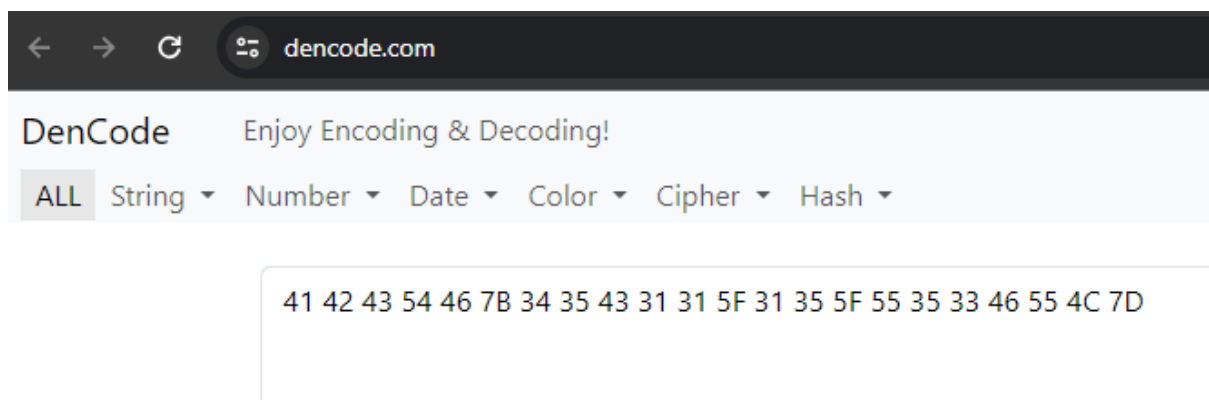 dencode.com
DenCode Enjoy Encoding & Decoding!
ALL String Number Date Color Cipher Hash
41 42 43 54 46 7B 34 35 43 31 31 5F 31 35 5F 55 35 33 46 55 4C 7D